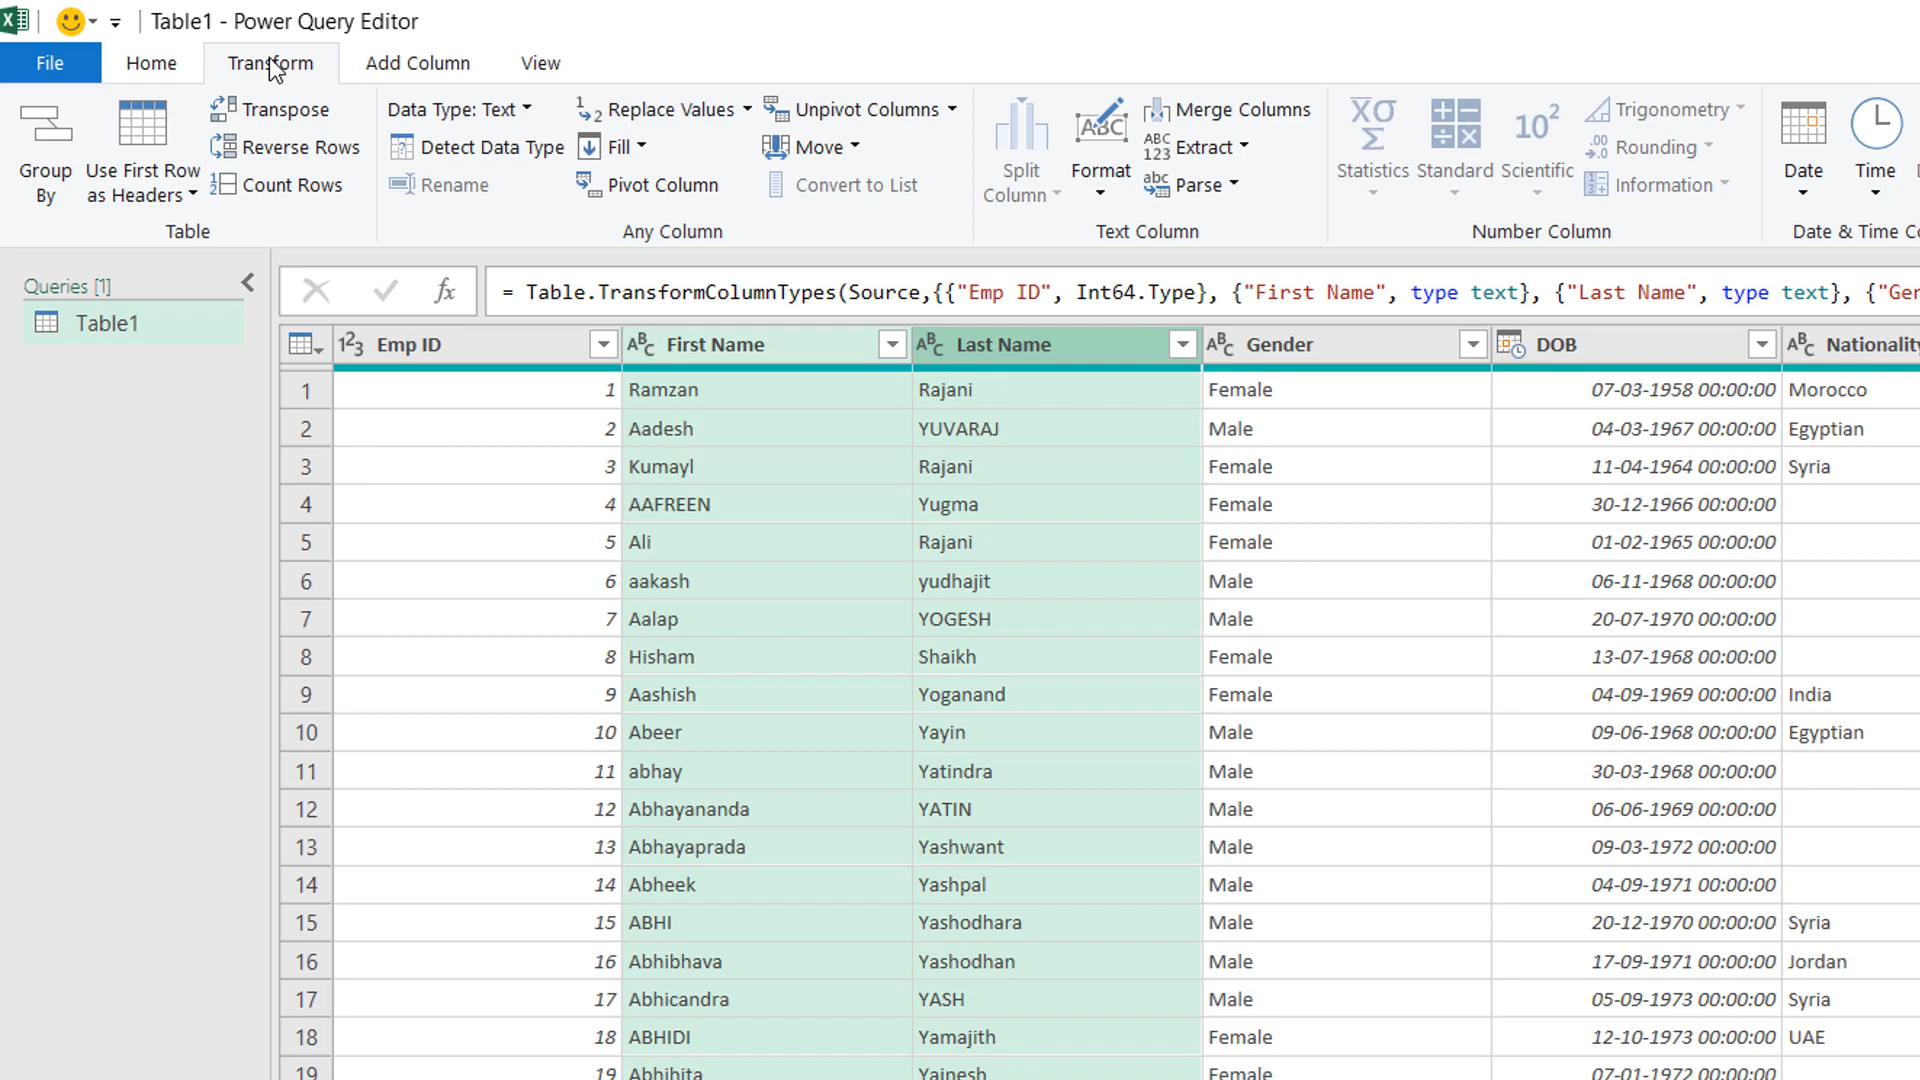 Table1 - Power Query Editor
File Home Transform Add Column View
Group By
Use First Row as Headers
Transpose
Reverse Rows
Count Rows
Table
Data Type: Text
Detect Data Type
Rename
Replace Values
Fill
Pivot Column
Unpivot Columns
Move
Convert to List
Any Column
Split Column
Format
Merge Columns
Extract
Parse
Text Column
Statistics
Standard
Scientific
Trigonometry
Rounding
Information
Number Column
Date
Time
Date & Time Co
Queries [1]
Table1
fx = Table.TransformColumnTypes(Source,{{"Emp ID", Int64.Type}, {"First Name", type text}, {"Last Name", type text}, {"Ger
Emp ID First Name Last Name Gender DOB Nationality
1 1 Ramzan Rajani Female 07-03-1958 00:00:00 Morocco
2 2 Aadesh YUVARAJ Male 04-03-1967 00:00:00 Egyptian
3 3 Kumayl Rajani Female 11-04-1964 00:00:00 Syria
4 4 AAFREEN Yugma Female 30-12-1966 00:00:00
5 5 Ali Rajani Female 01-02-1965 00:00:00
6 6 aakash yudhajit Male 06-11-1968 00:00:00
7 7 Aalap YOGESH Male 20-07-1970 00:00:00
8 8 Hisham Shaikh Female 13-07-1968 00:00:00
9 9 Aashish Yoganand Female 04-09-1969 00:00:00 India
10 10 Abeer Yayin Male 09-06-1968 00:00:00 Egyptian
11 11 abhay Yatindra Male 30-03-1968 00:00:00
12 12 Abhayananda YATIN Male 06-06-1969 00:00:00
13 13 Abhayaprada Yashwant Male 09-03-1972 00:00:00
14 14 Abheek Yashpal Male 04-09-1971 00:00:00
15 15 ABHI Yashodhara Male 20-12-1970 00:00:00 Syria
16 16 Abhibhava Yashodhan Male 17-09-1971 00:00:00 Jordan
17 17 Abhicandra YASH Male 05-09-1973 00:00:00 Syria
18 18 ABHIDI Yamajith Female 12-10-1973 00:00:00 UAE
19 19 Abhihita Yajnesh Female 07-01-1972 00:00:00